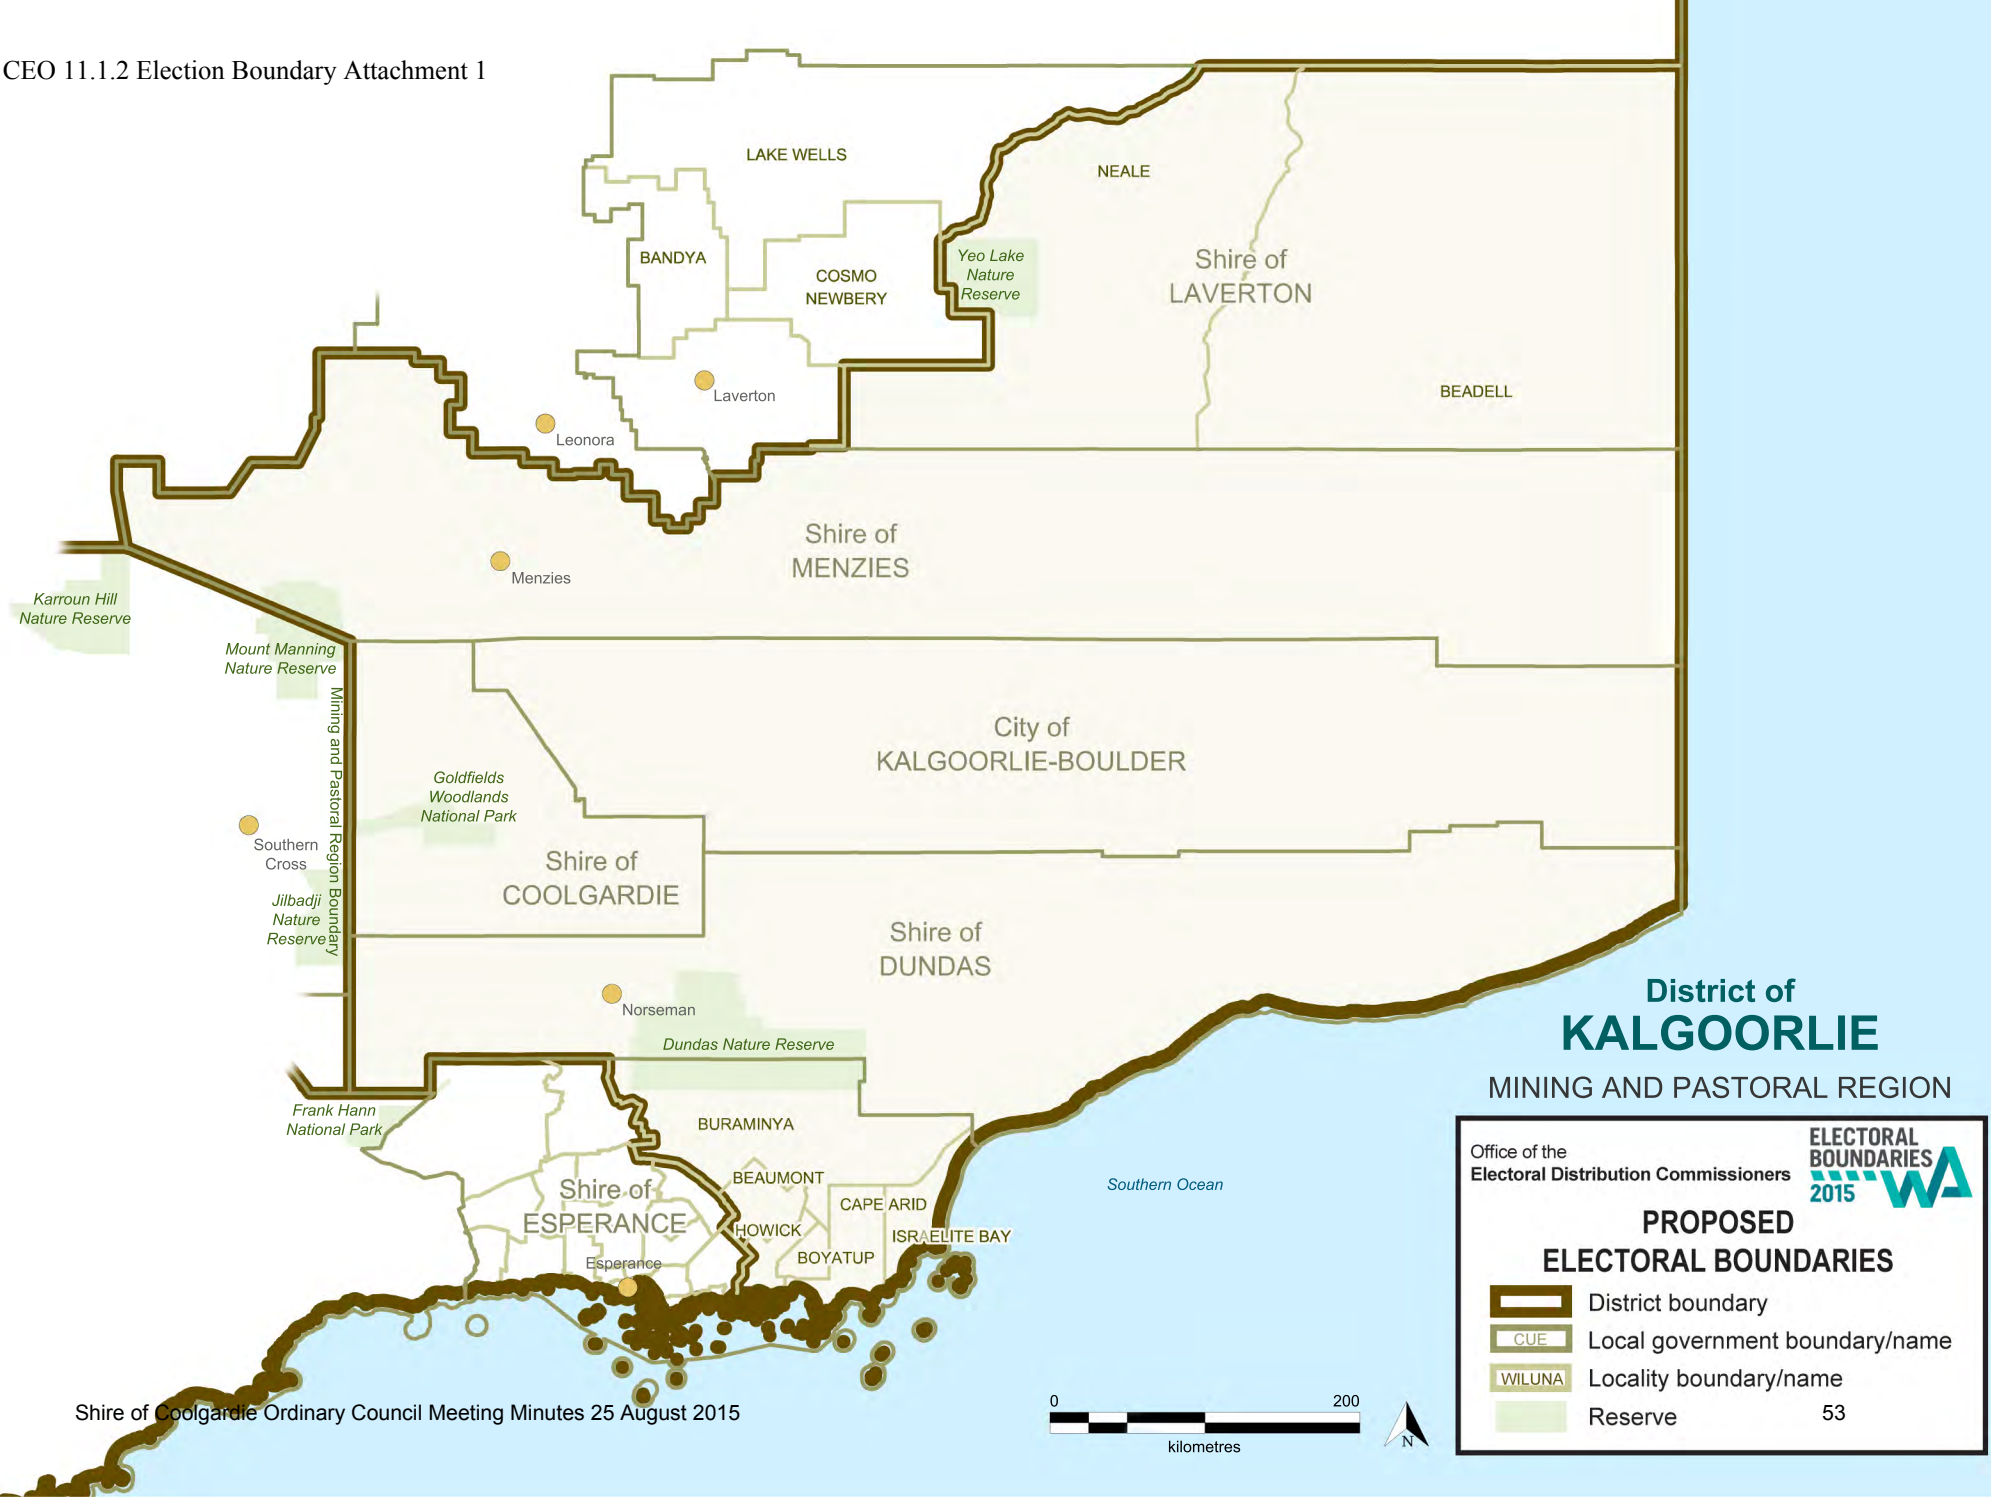 CEO 11.1.2 Election Boundary Attachment 1
LAKE WELLS
NEALE
BANDYA
COSMO
NEWBERY
Yeo Lake
Nature
Reserve
Shire of
LAVERTON
BEADELL
Laverton
Leonora
Shire of
MENZIES
Menzies
Karroun Hill
Nature Reserve
Mount Manning
Nature Reserve
Mining and Pastoral Region Boundary
City of
KALGOORLIE-BOULDER
Goldfields
Woodlands
National Park
Southern
Cross
Shire of
COOLGARDIE
Jilbadji
Nature
Reserve
Shire of
DUNDAS
Norseman
Dundas Nature Reserve
Frank Hann
National Park
BURAMINYA
BEAUMONT
Shire of
ESPERANCE
CAPE ARID
HOWICK
ISRAELITE BAY
BOYATUP
Esperance
Southern Ocean
District of
KALGOORLIE
MINING AND PASTORAL REGION
Office of the
Electoral Distribution Commissioners
ELECTORAL
BOUNDARIES
2015 WA
PROPOSED
ELECTORAL BOUNDARIES
District boundary
CUE Local government boundary/name
WILUNA Locality boundary/name
Reserve
53
0 200
kilometres
N
Shire of Coolgardie Ordinary Council Meeting Minutes 25 August 2015